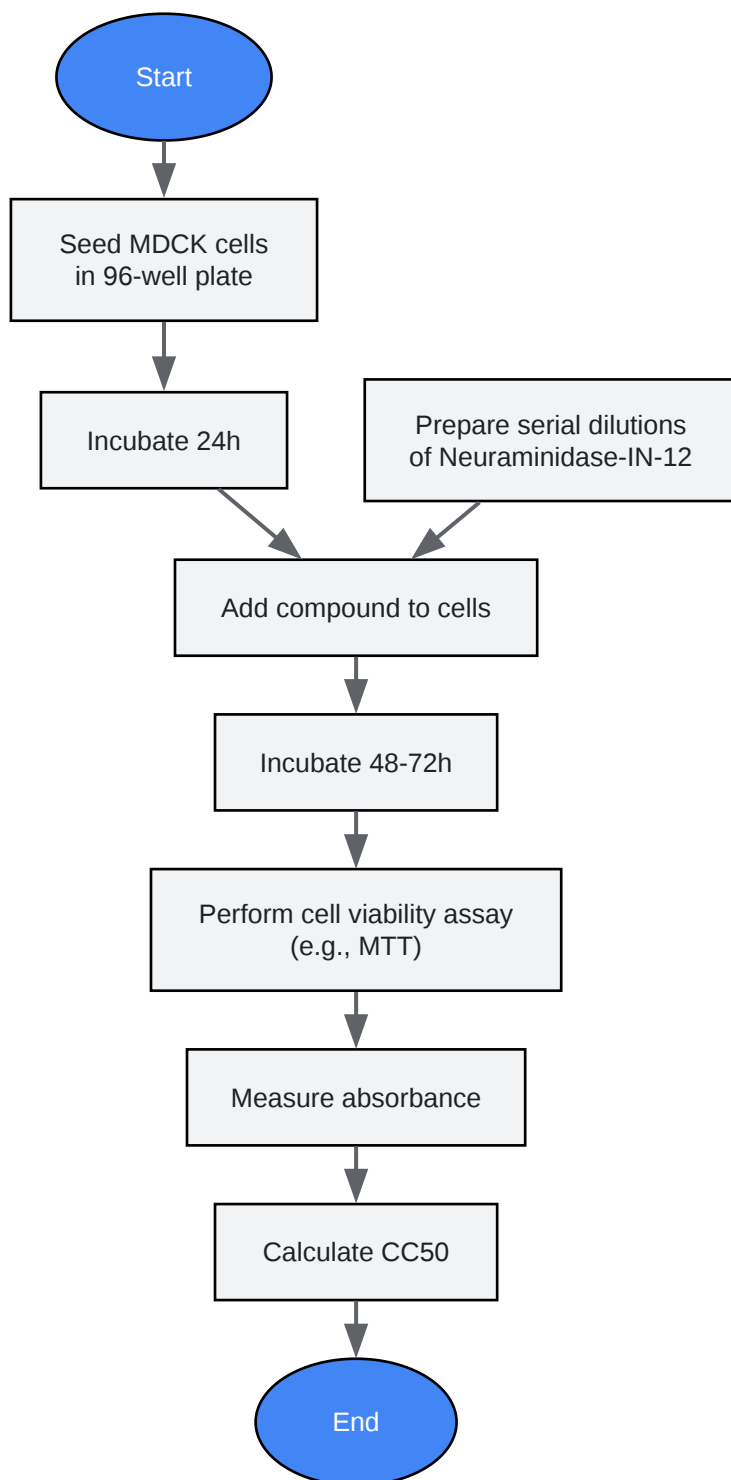 Start
Seed MDCK cells
in 96-well plate
Incubate 24h
Prepare serial dilutions
of Neuraminidase-IN-12
Add compound to cells
Incubate 48-72h
Perform cell viability assay
(e.g., MTT)
Measure absorbance
Calculate CC50
End